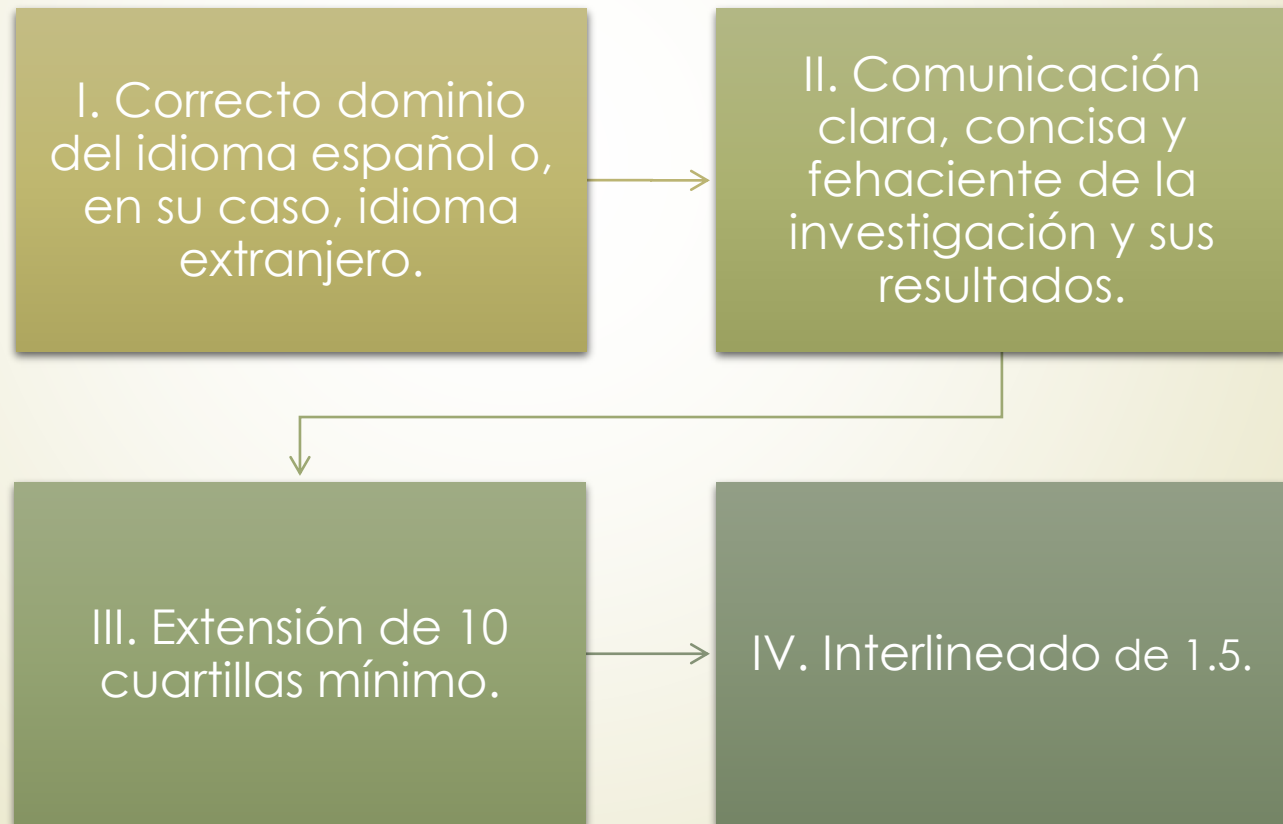 I. Correcto dominio
del idioma español o,
en su caso, idioma
extranjero.
II. Comunicación
clara, concisa y
fehaciente de la
investigación y sus
resultados.
III. Extensión de 10
cuartillas mínimo.
IV. Interlineado de 1.5.